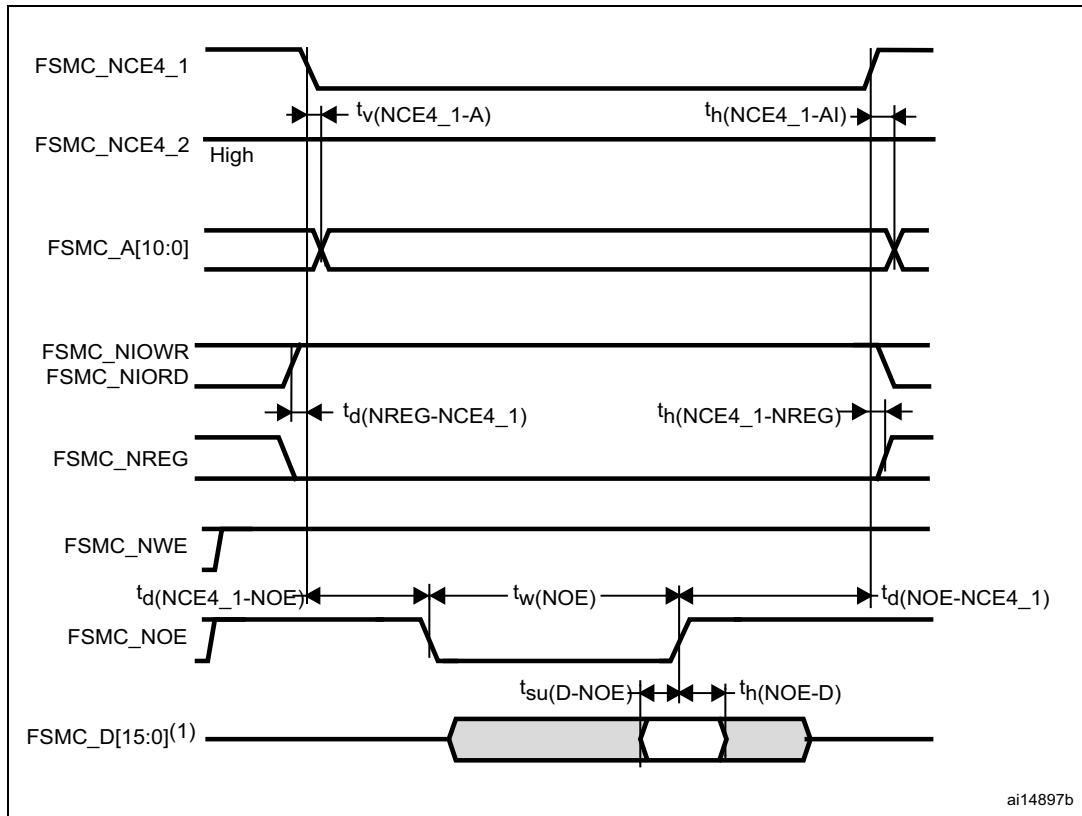 FSMC_NCE4_1
tv(NCE4_1-A)
th(NCE4_1-AI)
FSMC_NCE4_2
High
FSMC_A[10:0]
FSMC_NIOWR
FSMC_NIORD
td(NREG-NCE4_1)
th(NCE4_1-NREG)
FSMC_NREG
FSMC_NWE
td(NCE4_1-NOE)
tw(NOE)
td(NOE-NCE4_1)
FSMC_NOE
tsu(D-NOE)
th(NOE-D)
FSMC_D[15:0](1)
ai14897b